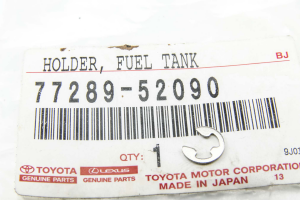 HOLDER, FUEL TANK BJ
77289-52090
QTY: 1 9J01
TOYOTA LEXUS TOYOTA MOTOR CORPORATION
GENUINE PARTS GENUINE PARTS MADE IN JAPAN 13